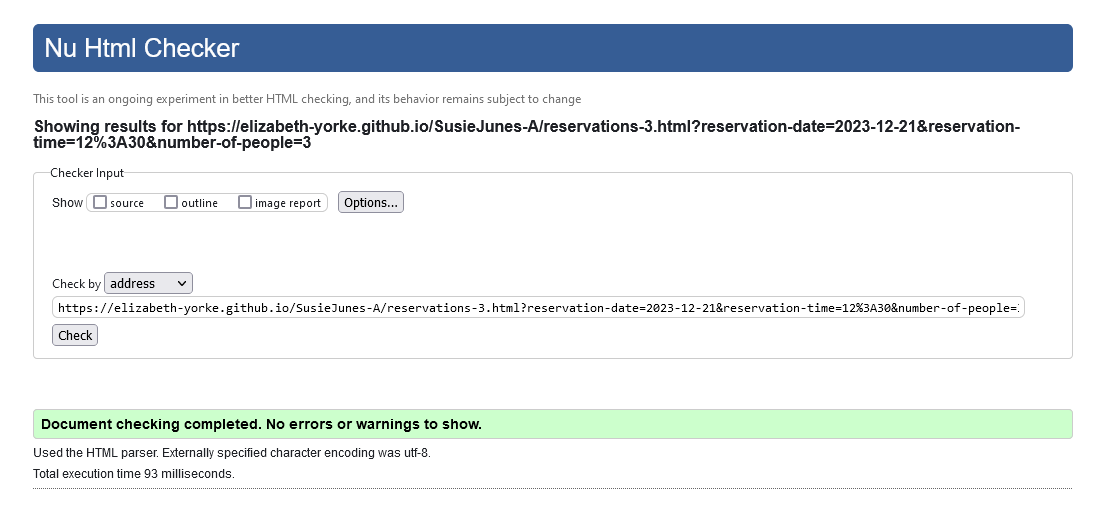 Nu Html Checker
This tool is an ongoing experiment in better HTML checking, and its behavior remains subject to change
Showing results for https://elizabeth-yorke.github.io/SusieJunes-A/reservations-3.html?reservation-date=2023-12-21&reservation-
time=12%3A30&number-of-people=3
Checker Input
Show source outline image report Options...
Check by address
https://elizabeth-yorke.github.io/SusieJunes-A/reservations-3.html?reservation-date=2023-12-21&reservation-time=12%3A30&number-of-people=
Check
Document checking completed. No errors or warnings to show.
Used the HTML parser. Externally specified character encoding was utf-8.
Total execution time 93 milliseconds.